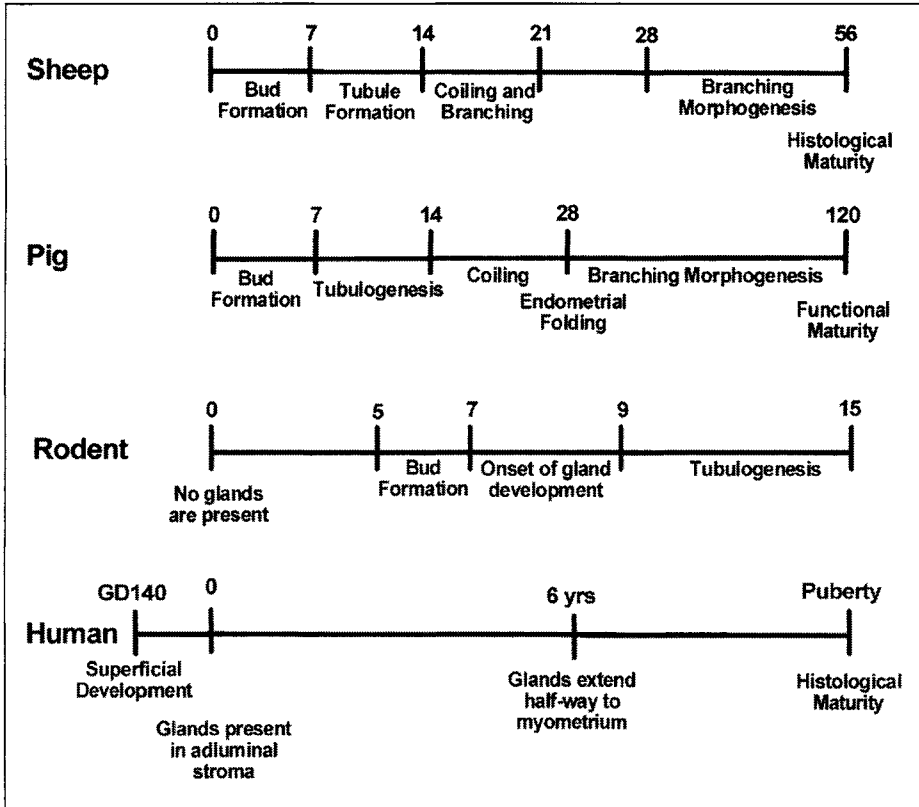 0 7 14 21 28 56
Sheep
Bud Formation
Tubule Formation
Coiling and Branching
Branching Morphogenesis
Histological Maturity
0 7 14 28 120
Pig
Bud Formation
Tubulogenesis
Coiling
Endometrial Folding
Branching Morphogenesis
Functional Maturity
0 5 7 9 15
Rodent
No glands are present
Bud Formation
Onset of gland development
Tubulogenesis
GD140 0 6 yrs Puberty
Human
Superficial Development
Glands present in adluminal stroma
Glands extend half-way to myometrium
Histological Maturity